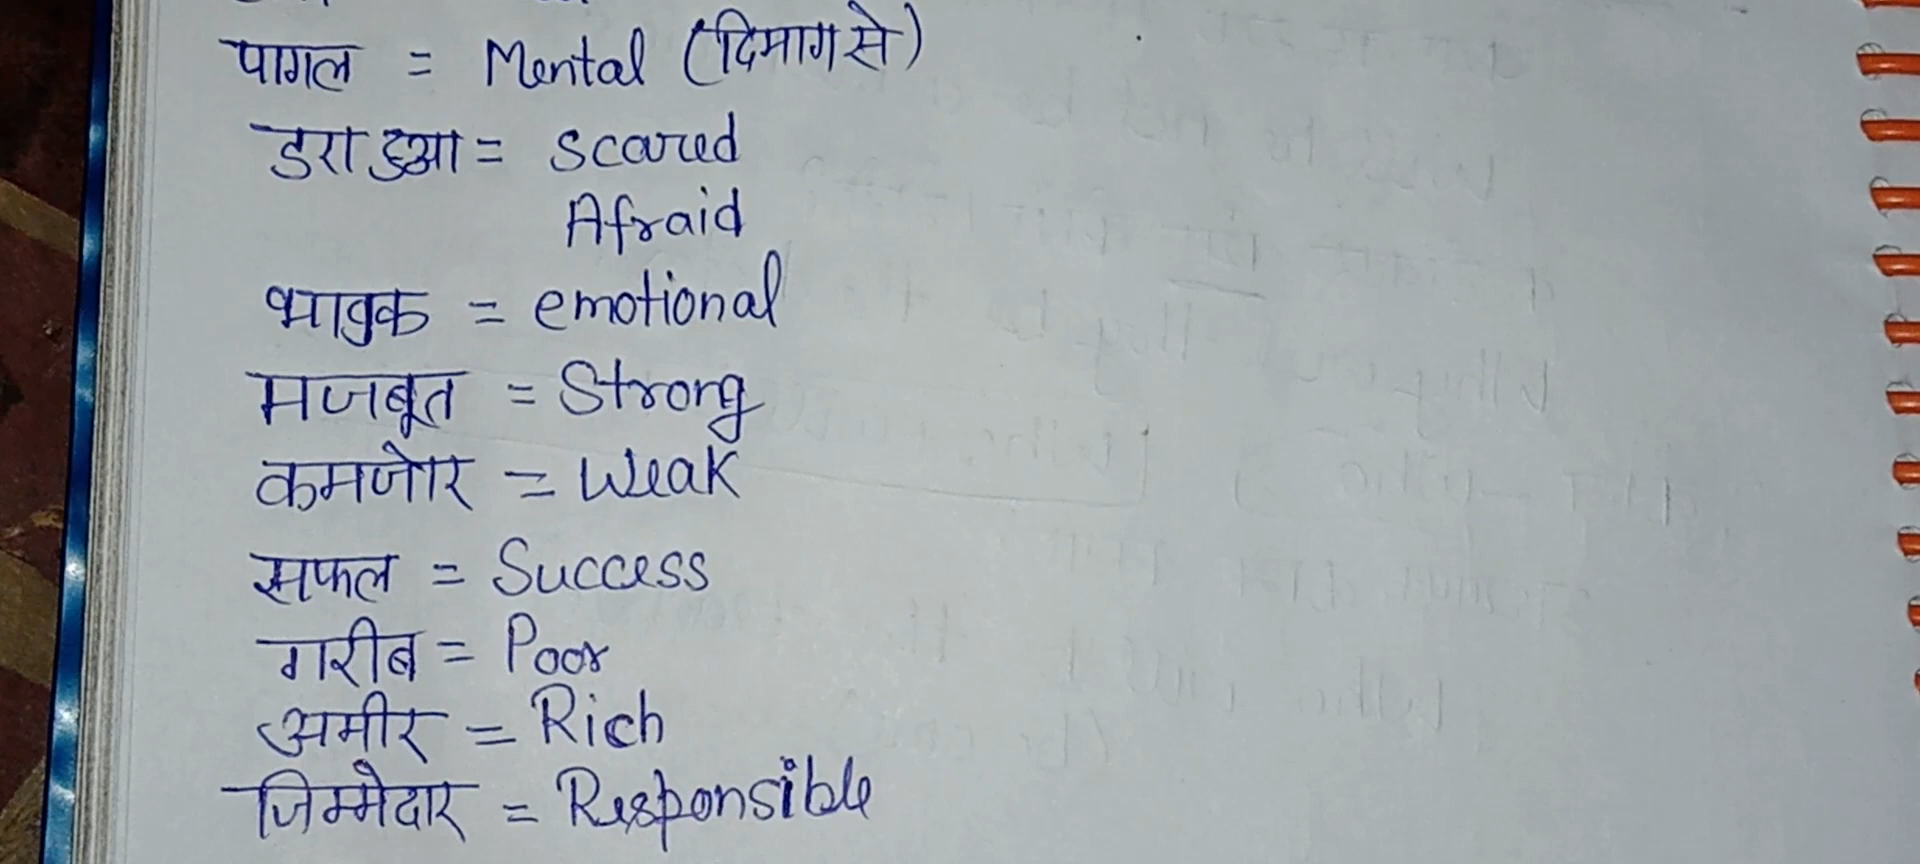 पागल = Mental (दिमाग से)
डरा हुआ = Scared
Afraid
भावुक = emotional
मजबूत = Strong
कमजोर = Weak
सफल = Success
गरीब = Poor
अमीर = Rich
जिम्मेदार = Responsible